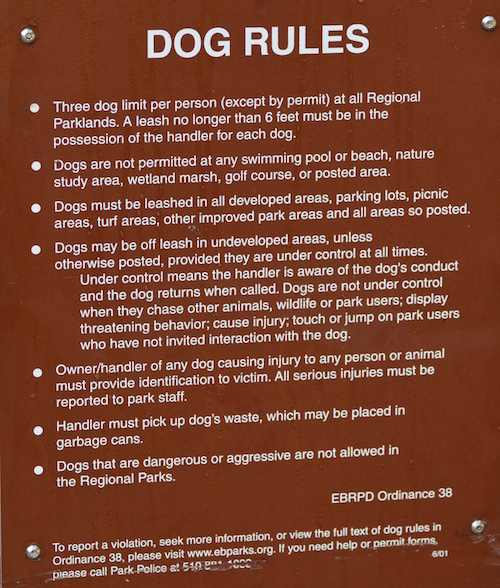 DOG RULES
Three dog limit per person (except by permit) at all Regional
Parklands. A leash no longer than 6 feet must be in the
possession of the handler for each dog.
Dogs are not permitted at any swimming pool or beach, nature
study area, wetland marsh, golf course, or posted area.
Dogs must be leashed in all developed areas, parking lots, picnic
areas, turf areas, other improved park areas and all areas so posted.
Dogs may be off leash in undeveloped areas, unless
otherwise posted, provided they are under control at all times.
Under control means the handler is aware of the dog's conduct
and the dog returns when called. Dogs are not under control
when they chase other animals, wildlife or park users; display
threatening behavior; cause injury; touch or jump on park users
who have not invited interaction with the dog.
Owner/handler of any dog causing injury to any person or animal
must provide identification to victim. All serious injuries must be
reported to park staff.
Handler must pick up dog's waste, which may be placed in
garbage cans.
Dogs that are dangerous or aggressive are not allowed in
the Regional Parks.
EBRPD Ordinance 38
To report a violation, seek more information, or view the full text of dog rules in
Ordinance 38, please visit www.ebparks.org. If you need help or permit forms,
please call Park Police at
6/01